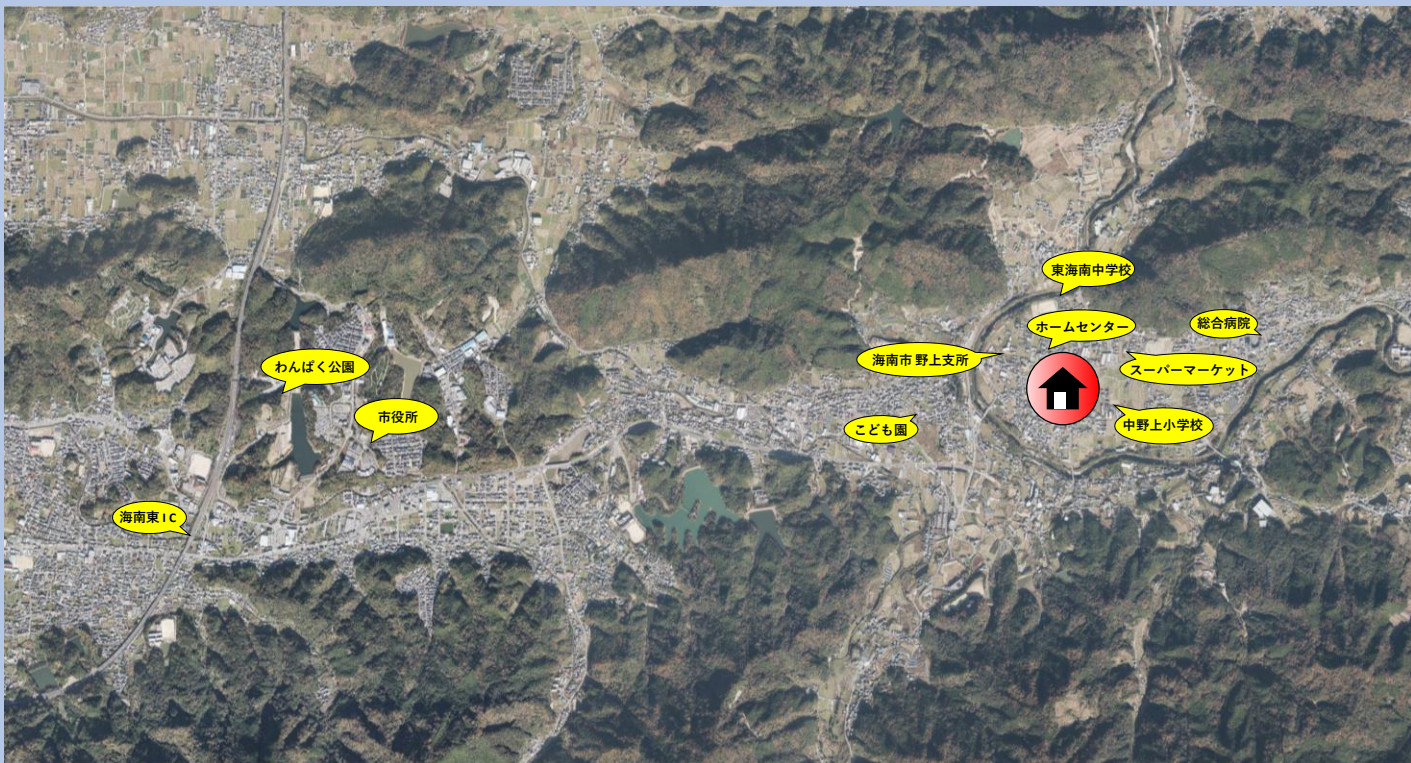 東海南中学校
ホームセンター
総合病院
海南市 野上支所
スーパーマーケット
わんぱく公園
市役所
こども園
中野上小学校
海南東IC